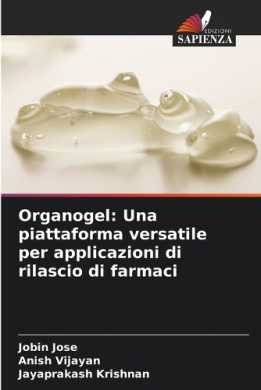 EDIZIONI
SAPIENZA
Organogel: Una
piattaforma versatile
per applicazioni di
rilascio di farmaci
Jobin Jose
Anish Vijayan
Jayaprakash Krishnan